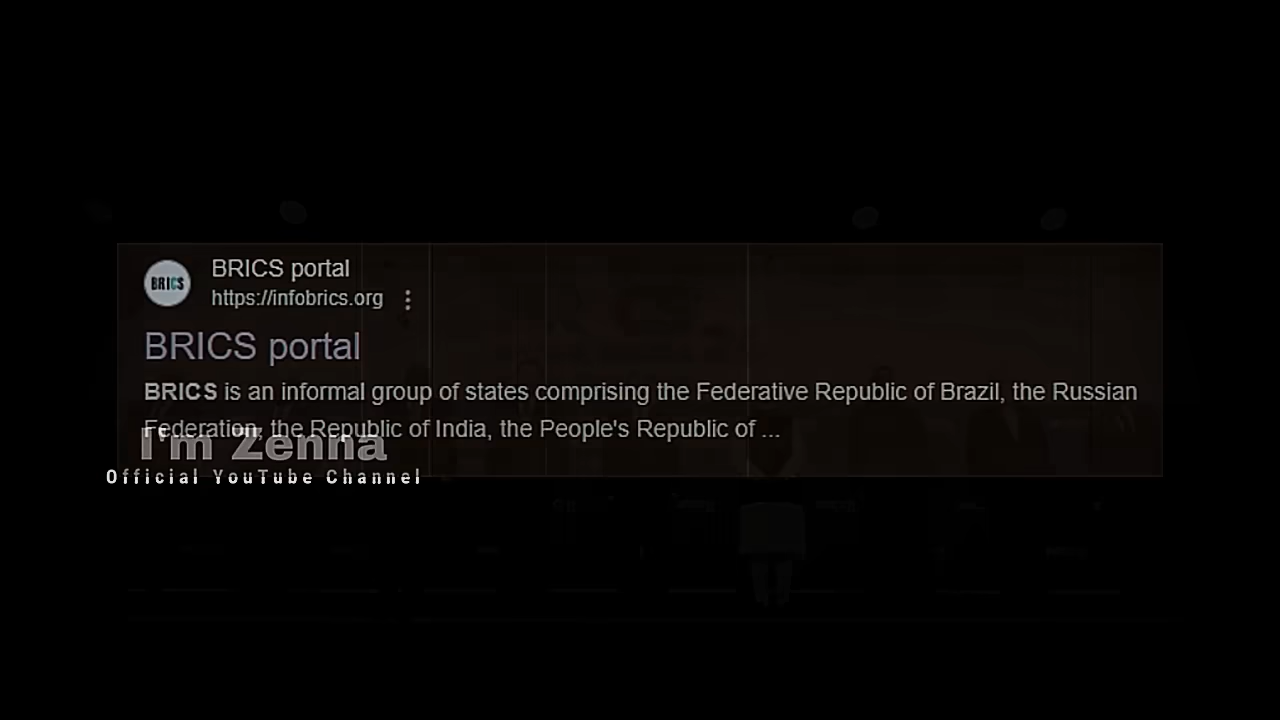 BRICS
BRICS portal
https://infobrics.org
BRICS portal
BRICS is an informal group of states comprising the Federative Republic of Brazil, the Russian
Federation, the Republic of India, the People's Republic of ...
I'm Zenna
Official YouTube Channel